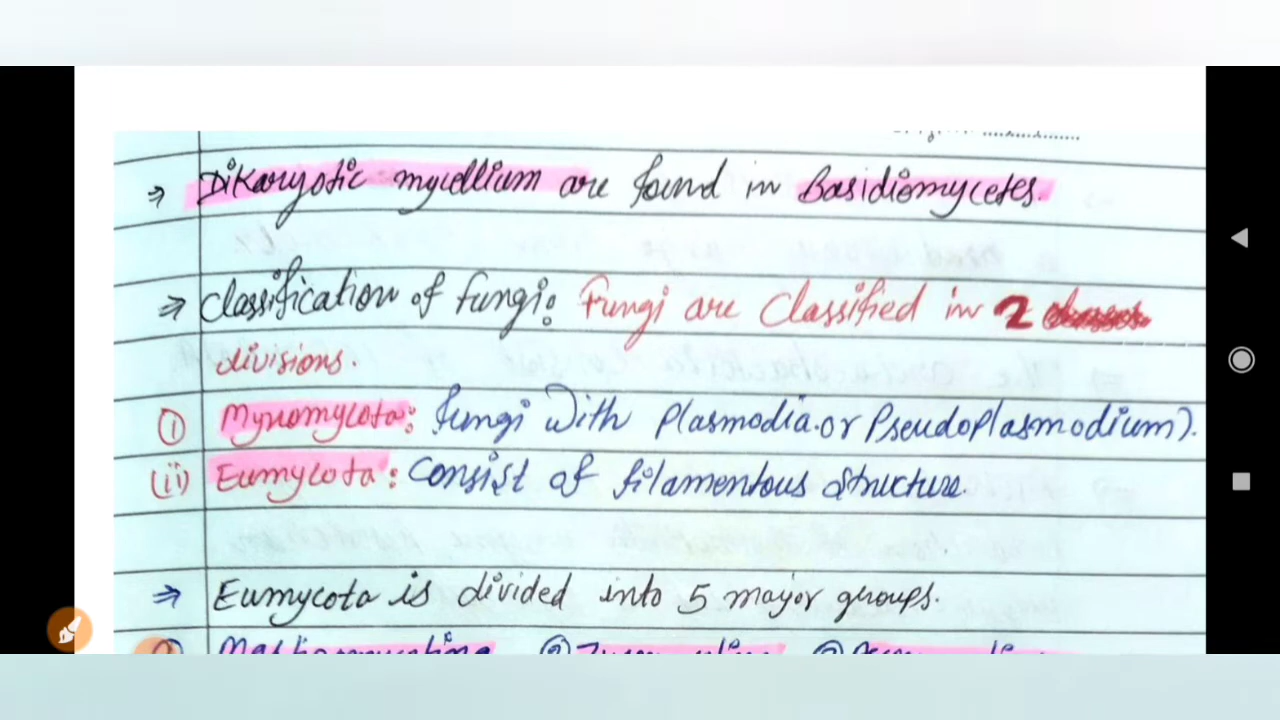 ⇒ Dikaryotic mycellium are found in Basidiomycetes.
⇒ Classification of Fungi: Fungi are Classified in 2
divisions.
(i) Myxomycota: fungi with Plasmodia or Pseudoplasmodium).
(ii) Eumycota: Consist of filamentous structure.
⇒ Eumycota is divided into 5 major groups.